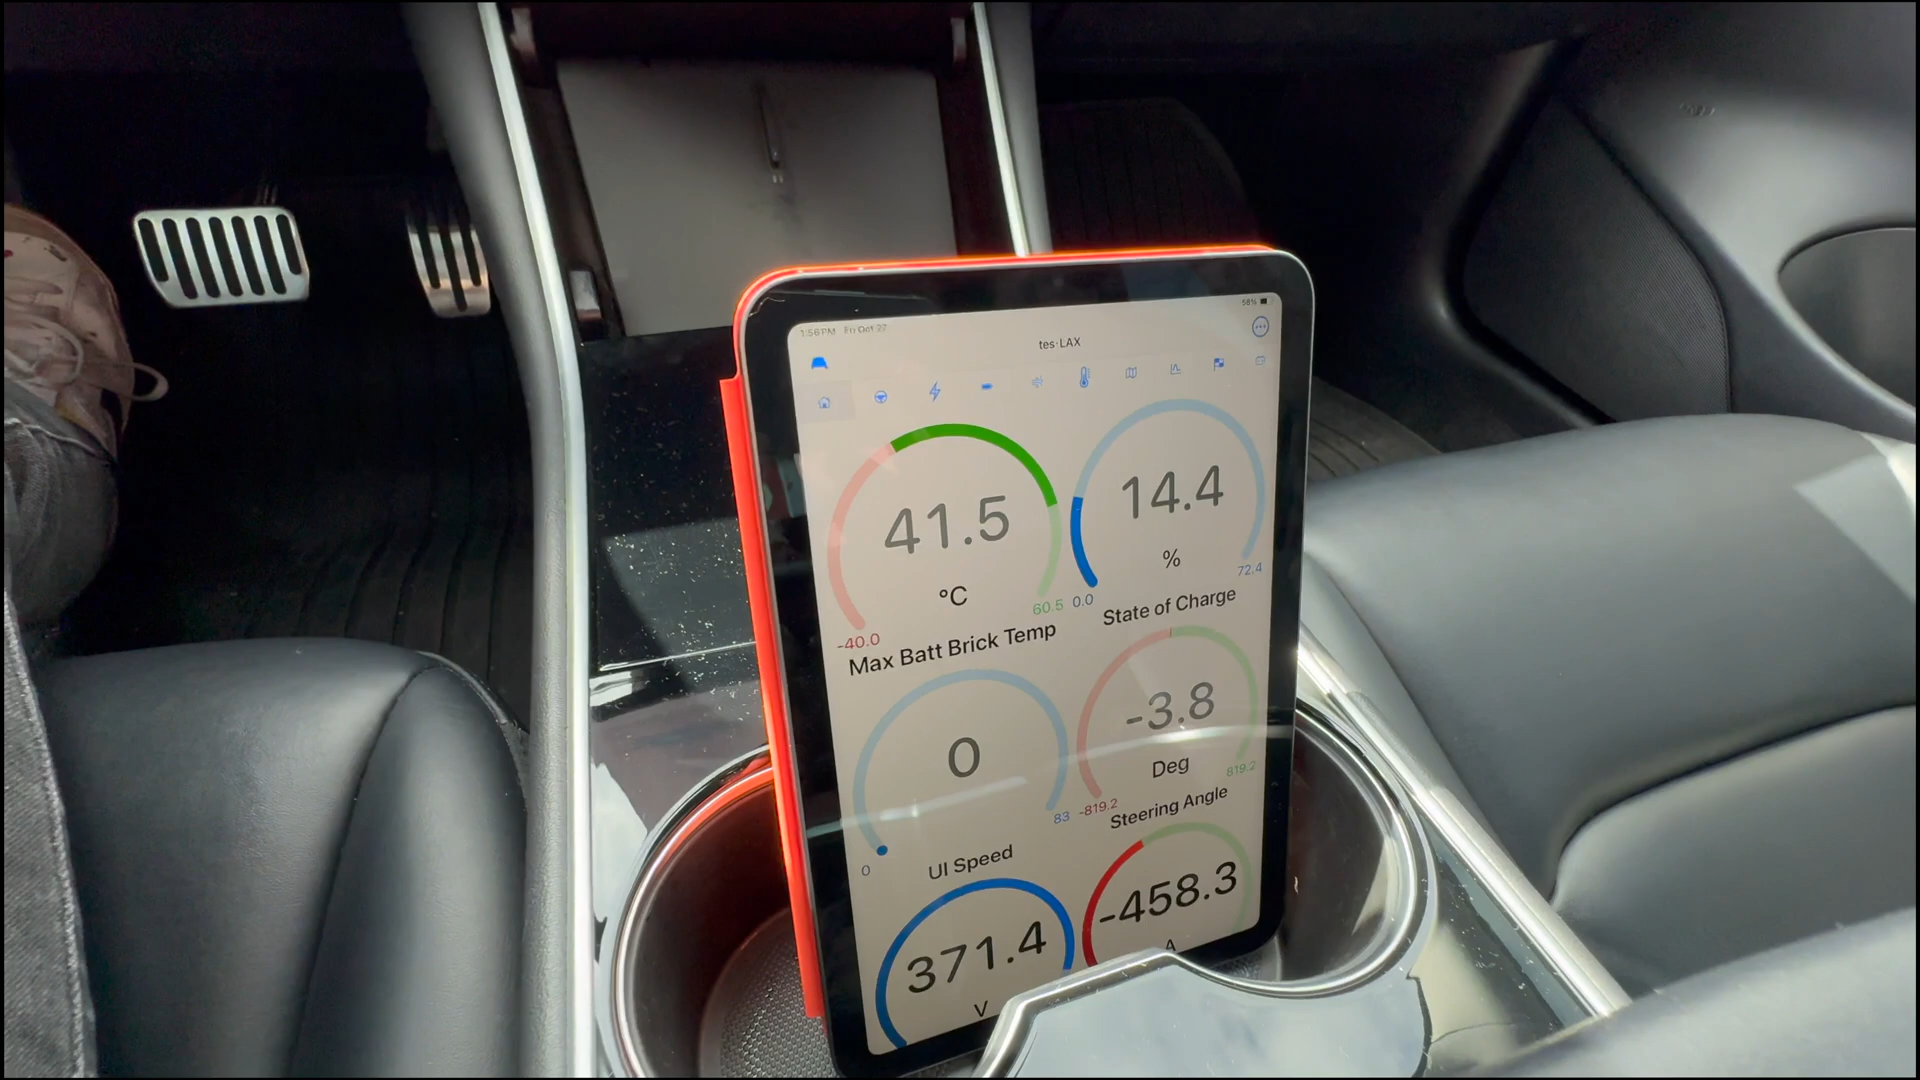 1:56 PM Fri Oct 27
58%
tes·LAX
41.5
°C
-40.0
60.5
Max Batt Brick Temp
14.4
%
0.0
72.4
State of Charge
0
0
83
UI Speed
-3.8
Deg
-819.2
819.2
Steering Angle
371.4
V
-458.3
A